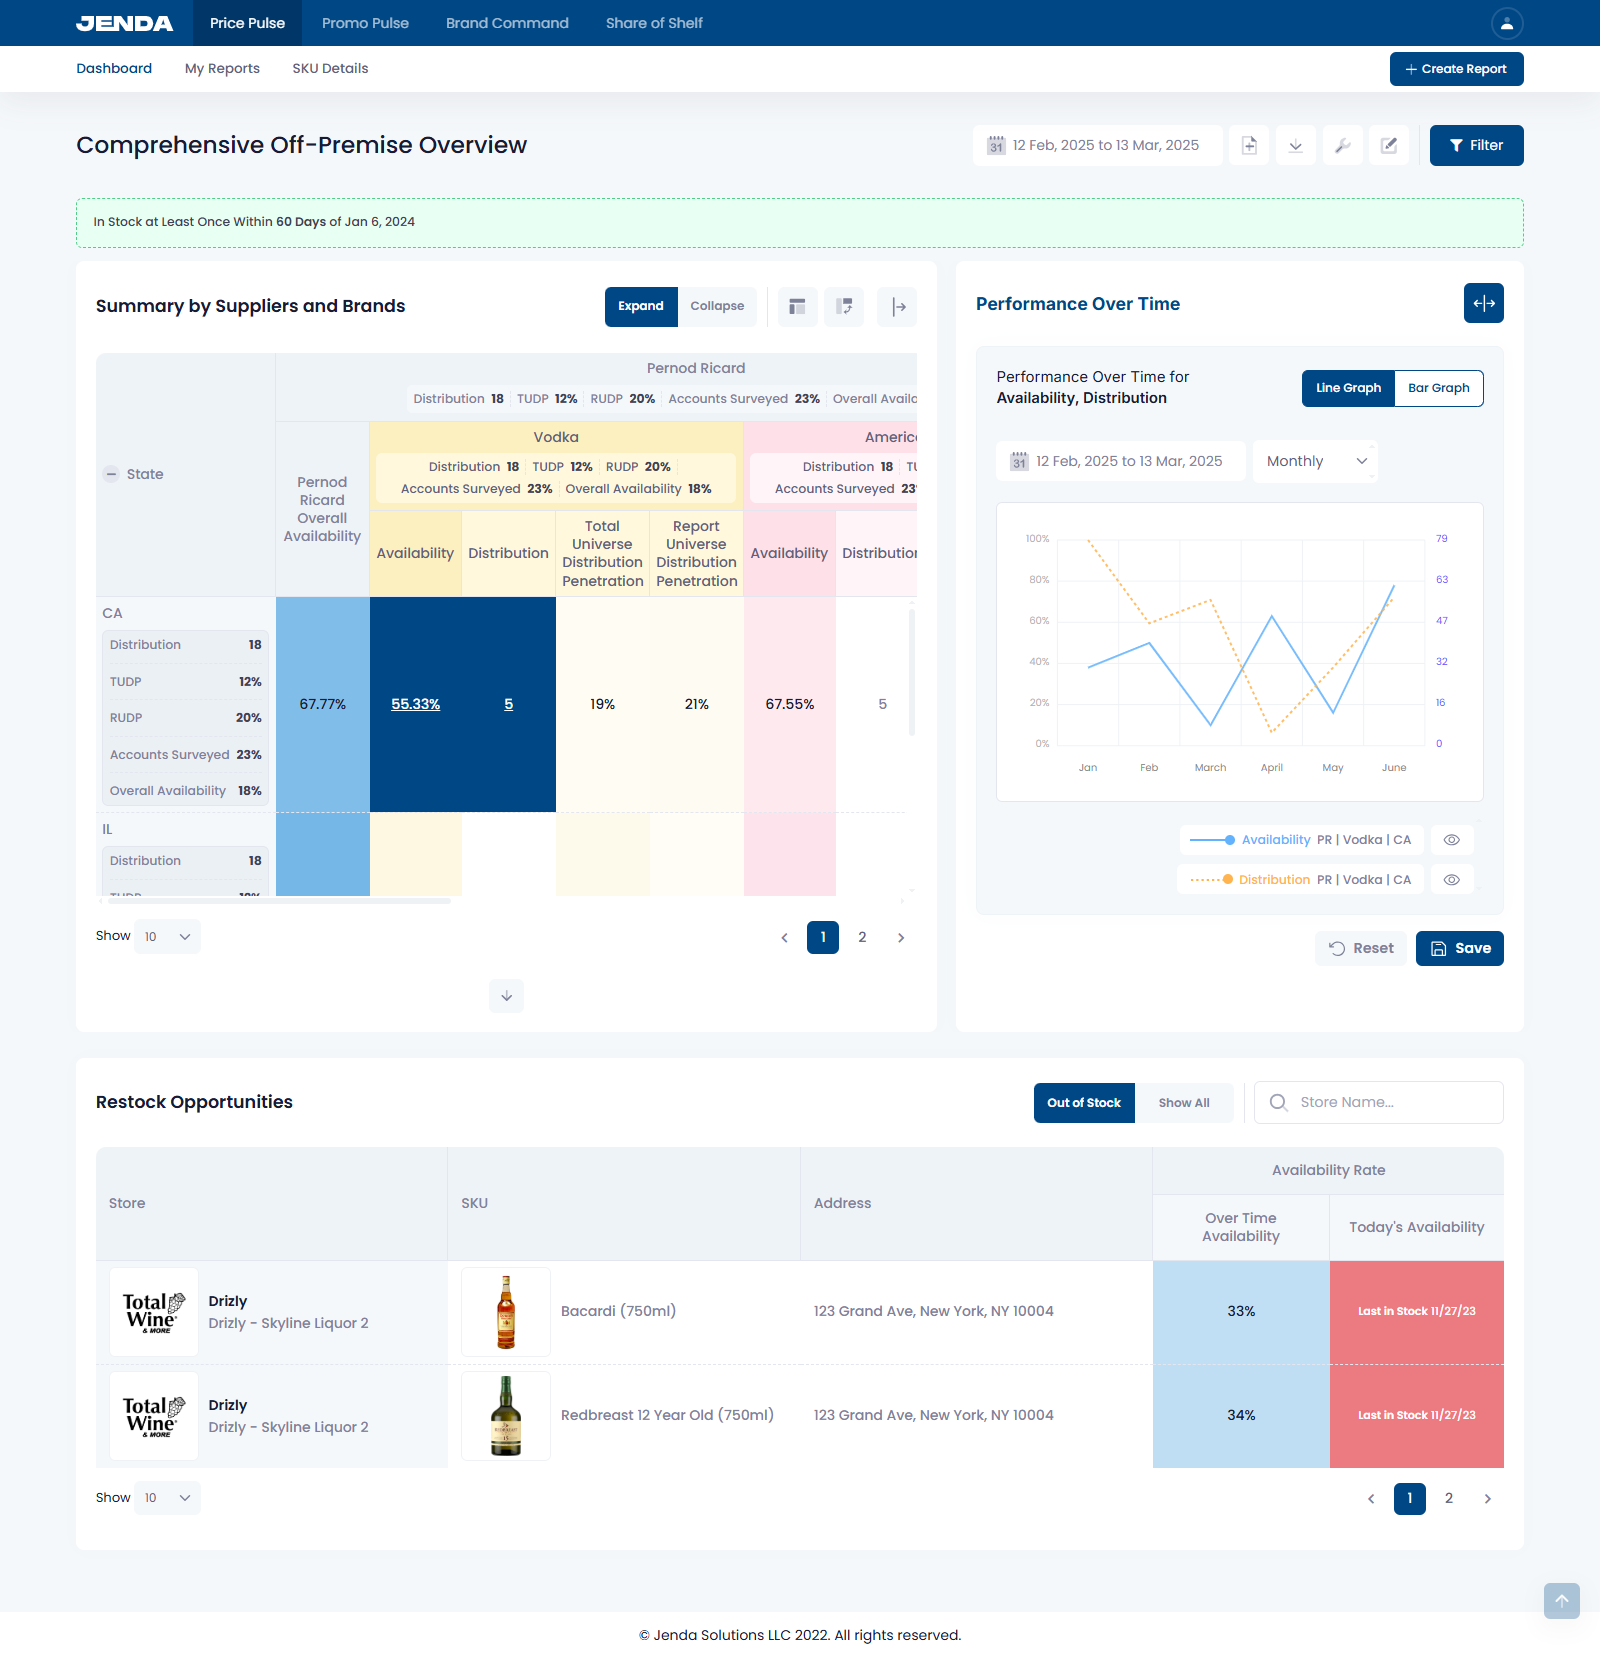 JENDA
Price Pulse
Promo Pulse
Brand Command
Share of Shelf
Dashboard
My Reports
SKU Details
Create Report
Comprehensive Off-Premise Overview
31
12 Feb, 2025 to 13 Mar, 2025
Filter
In Stock at Least Once Within 60 Days of Jan 6, 2024
Summary by Suppliers and Brands
Expand
Collapse
State
Pernod Ricard
Distribution 18 TUDP 12% RUDP 20% Accounts Surveyed 23% Overall Availa
Pernod
Ricard
Overall
Availability
Vodka
Distribution 18 TUDP 12% RUDP 20%
Accounts Surveyed 23% Overall Availability 18%
Americ
Distribution 18 TU
Accounts Surveyed 23
Availability
Distribution
Total
Universe
Distribution
Penetration
Report
Universe
Distribution
Penetration
Availability
Distribution
CA
Distribution 18
TUDP 12%
RUDP 20%
Accounts Surveyed 23%
Overall Availability 18%
67.77%
55.33%
5
19%
21%
67.55%
5
IL
Distribution 18
Show 10
1
2
Performance Over Time
Performance Over Time for
Availability, Distribution
Line Graph
Bar Graph
31
12 Feb, 2025 to 13 Mar, 2025
Monthly
100%
80%
60%
40%
20%
0%
79
63
47
32
16
0
Jan
Feb
March
April
May
June
Availability PR | Vodka | CA
Distribution PR | Vodka | CA
Reset
Save
Restock Opportunities
Out of Stock
Show All
Store Name...
Store
SKU
Address
Availability Rate
Over Time
Availability
Today's Availability
Total
Wine
& MORE
Drizly
Drizly - Skyline Liquor 2
Bacardi (750ml)
123 Grand Ave, New York, NY 10004
33%
Last in Stock 11/27/23
Total
Wine
& MORE
Drizly
Drizly - Skyline Liquor 2
Redbreast 12 Year Old (750ml)
123 Grand Ave, New York, NY 10004
34%
Last in Stock 11/27/23
Show 10
1
2
© Jenda Solutions LLC 2022. All rights reserved.